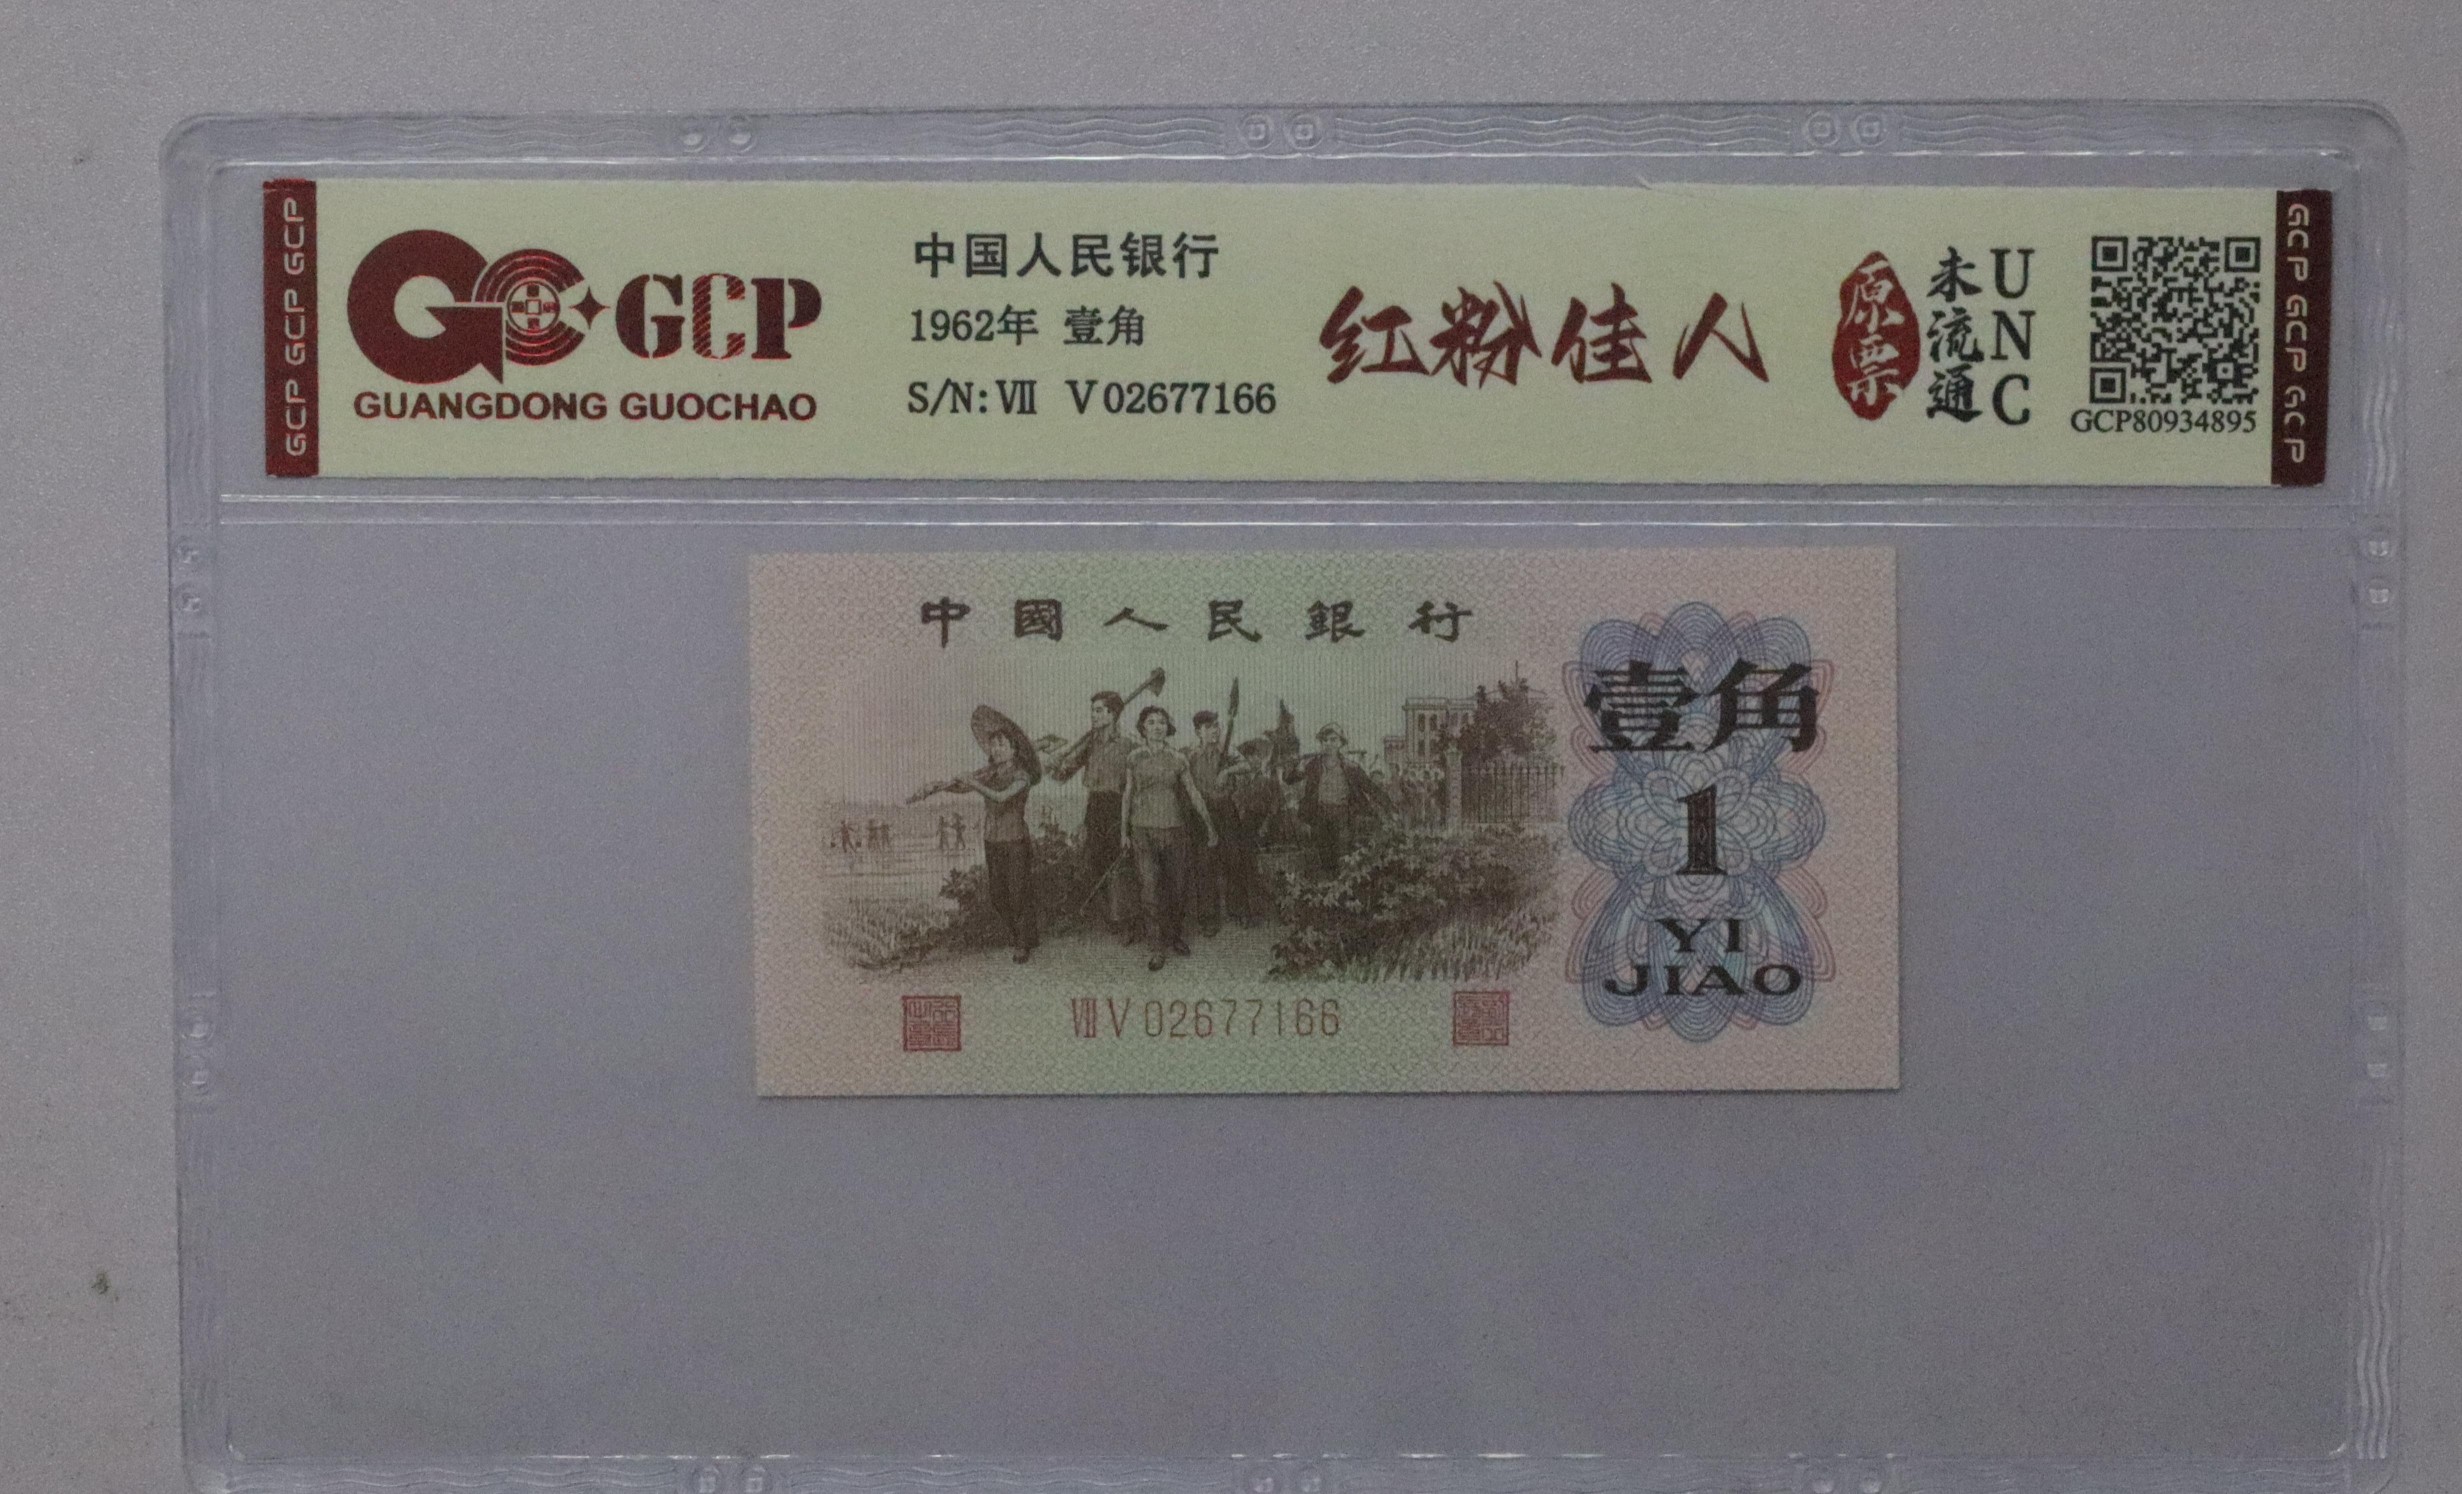 GCP GCP GCP
GCP
GUANGDONG GUOCHAO
中国人民银行
1962年 壹角
S/N: Ⅶ V 02677166
红粉佳人
原票
未流通
UNC
GCP80934895
GCP GCP GCP
中國人民銀行
壹角
1
YI
JIAO
Ⅷ V 02677166